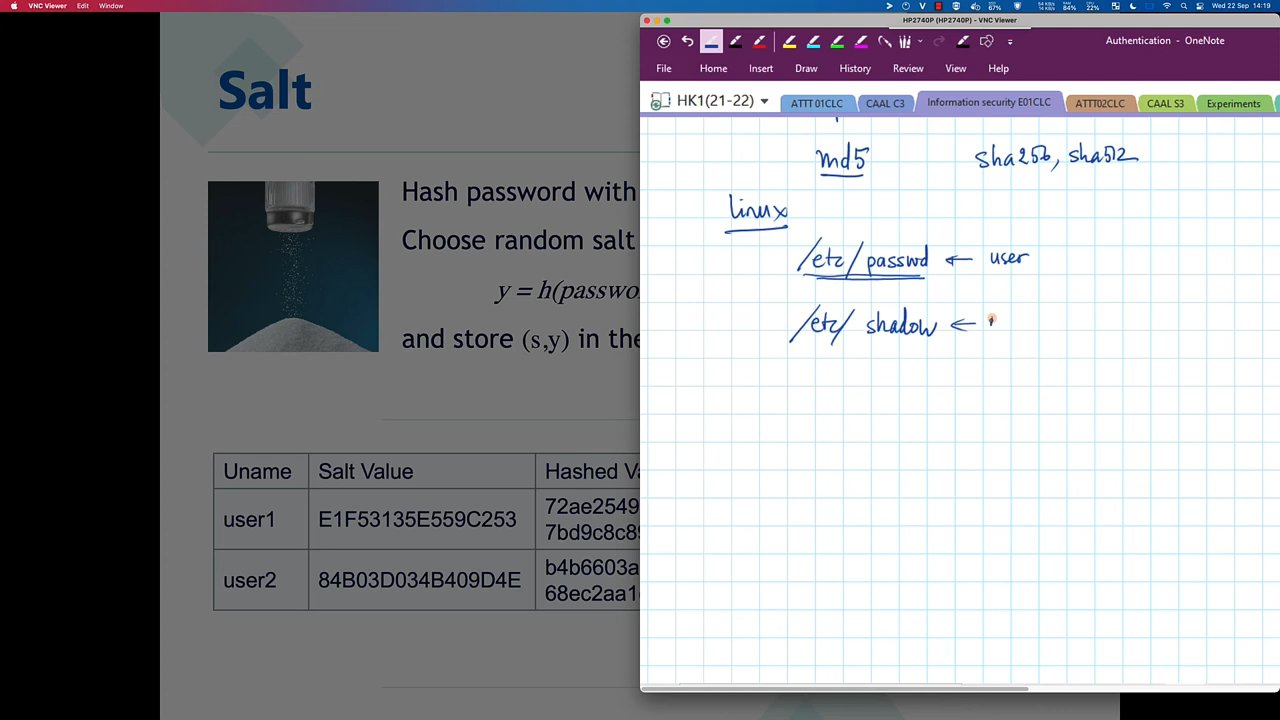 VNC Viewer Edit Window
Wed 22 Sep 14:19
HP2740P (HP2740P) - VNC Viewer
Authentication - OneNote
File Home Insert Draw History Review View Help
HK1(21-22) ATTT 01CLC CAAL C3 Information security E01CLC ATTT02CLC CAAL S3 Experiments
Salt
Hash password with
Choose random salt
y = h(passwo
and store (s,y) in the
Uname Salt Value Hashed Va
user1 E1F53135E559C253 72ae2549
7bd9c8c89
user2 84B03D034B409D4E b4b6603a
68ec2aa1
md5 sha256, sha512
linux
/etc/passwd ← user
/etc/ shadow ←